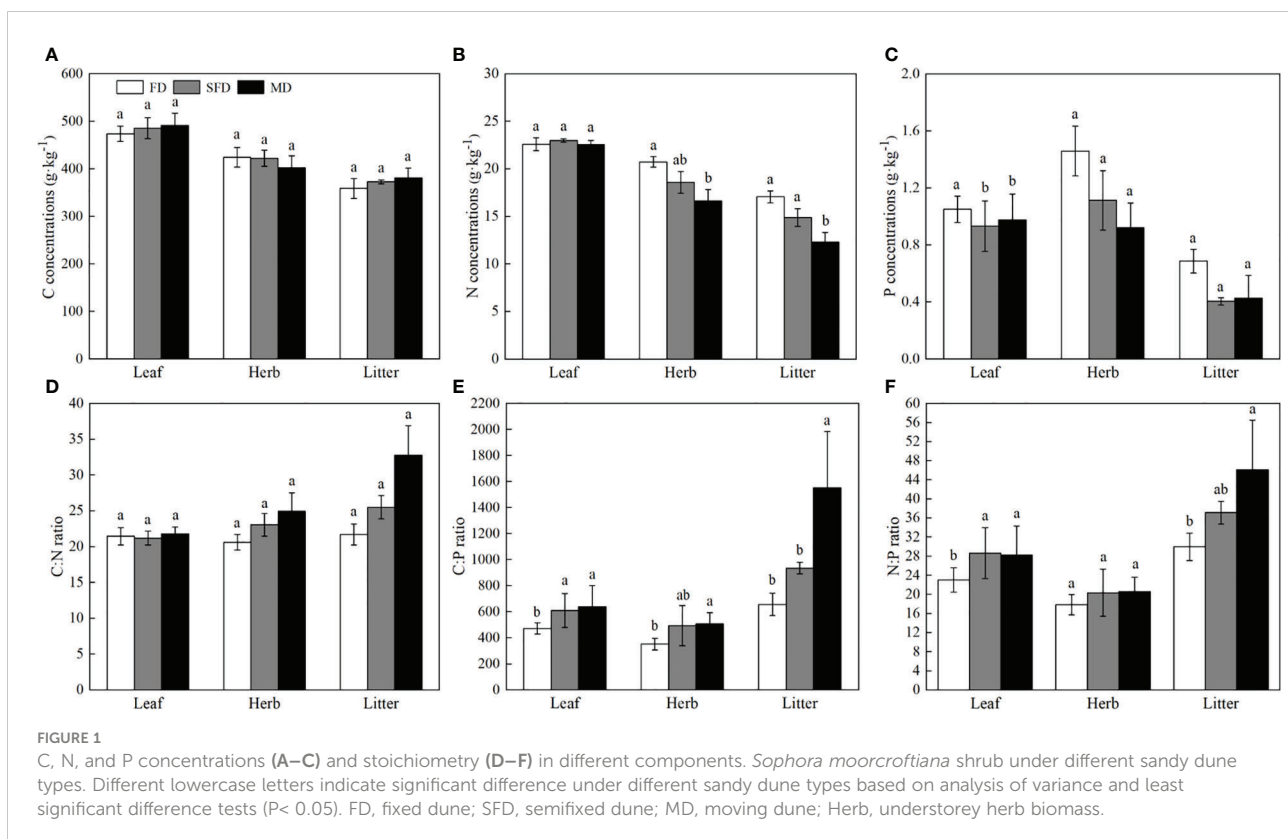 A
C concentrations (g·kg⁻¹)
600
500
400
300
200
100
0
FD SFD MD
a a a a a a a a a
Leaf Herb Litter
B
N concentrations (g·kg⁻¹)
30
25
20
15
10
5
0
a a a a ab b a a b
Leaf Herb Litter
C
P concentrations (g·kg⁻¹)
2.0
1.6
1.2
0.8
0.4
0.0
a b b a a a a a a
Leaf Herb Litter
D
C:N ratio
40
35
30
25
20
15
10
5
0
a a a a a a a a a
Leaf Herb Litter
E
C:P ratio
2200
2000
1800
1600
1400
1200
1000
800
600
400
200
0
b a a b ab a b b a
Leaf Herb Litter
F
N:P ratio
60
56
52
48
44
40
36
32
28
24
20
16
12
8
4
0
b a a a a a b ab a
Leaf Herb Litter
FIGURE 1
C, N, and P concentrations (A–C) and stoichiometry (D–F) in different components. Sophora moorcroftiana shrub under different sandy dune
types. Different lowercase letters indicate significant difference under different sandy dune types based on analysis of variance and least
significant difference tests (P< 0.05). FD, fixed dune; SFD, semifixed dune; MD, moving dune; Herb, understorey herb biomass.